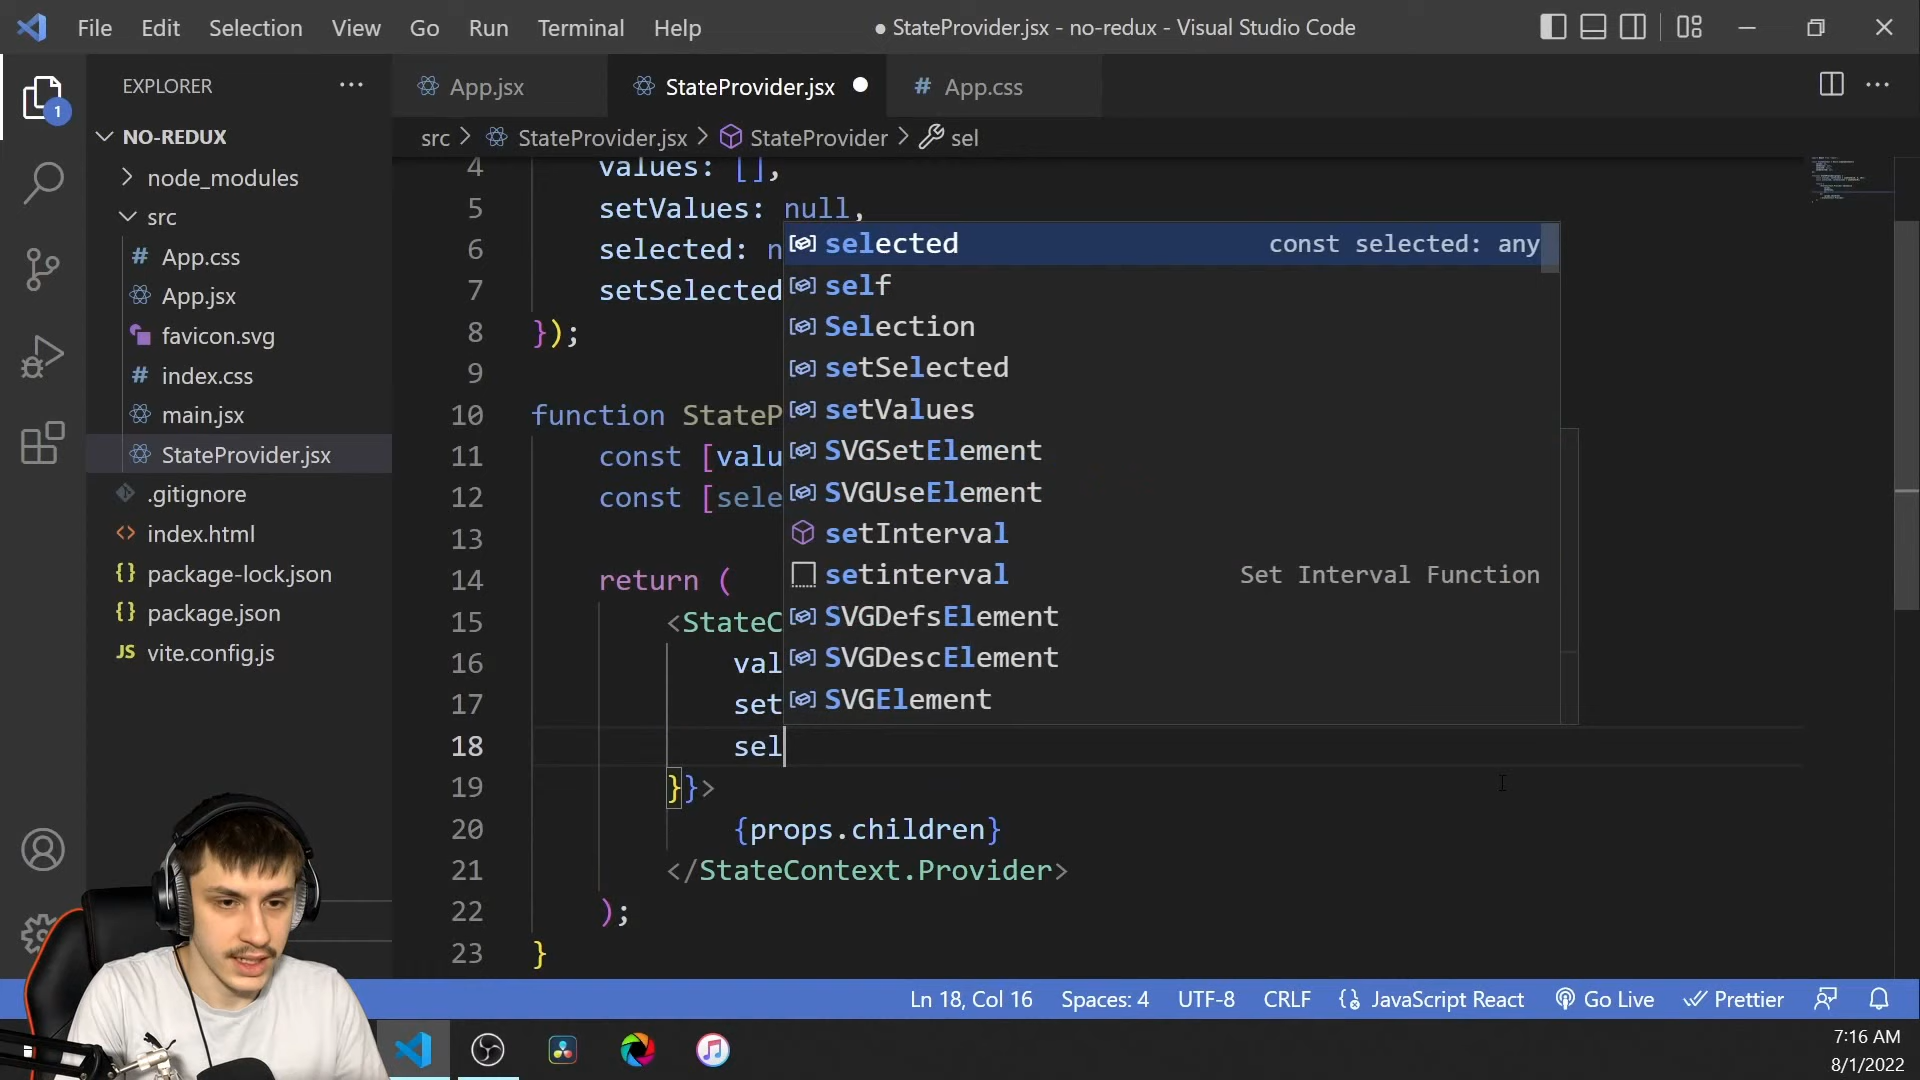 File Edit Selection View Go Run Terminal Help
● StateProvider.jsx - no-redux - Visual Studio Code
EXPLORER
1
NO-REDUX
node_modules
src
# App.css
App.jsx
favicon.svg
# index.css
main.jsx
StateProvider.jsx
.gitignore
<> index.html
{} package-lock.json
{} package.json
JS vite.config.js
App.jsx
StateProvider.jsx
# App.css
src > StateProvider.jsx > StateProvider > sel
4 values: [],
5 setValues: null,
6 selected: n
7 setSelected
8 });
9
10 function StateP
11 const [valu
12 const [sele
13
14 return (
15 <StateC
16 val
17 set
18 sel
19 }}>
20 {props.children}
21 </StateContext.Provider>
22 );
23 }
selected const selected: any
self
Selection
setSelected
setValues
SVGSetElement
SVGUseElement
setInterval
setinterval Set Interval Function
SVGDefsElement
SVGDescElement
SVGElement
Ln 18, Col 16 Spaces: 4 UTF-8 CRLF JavaScript React Go Live Prettier
7:16 AM
8/1/2022